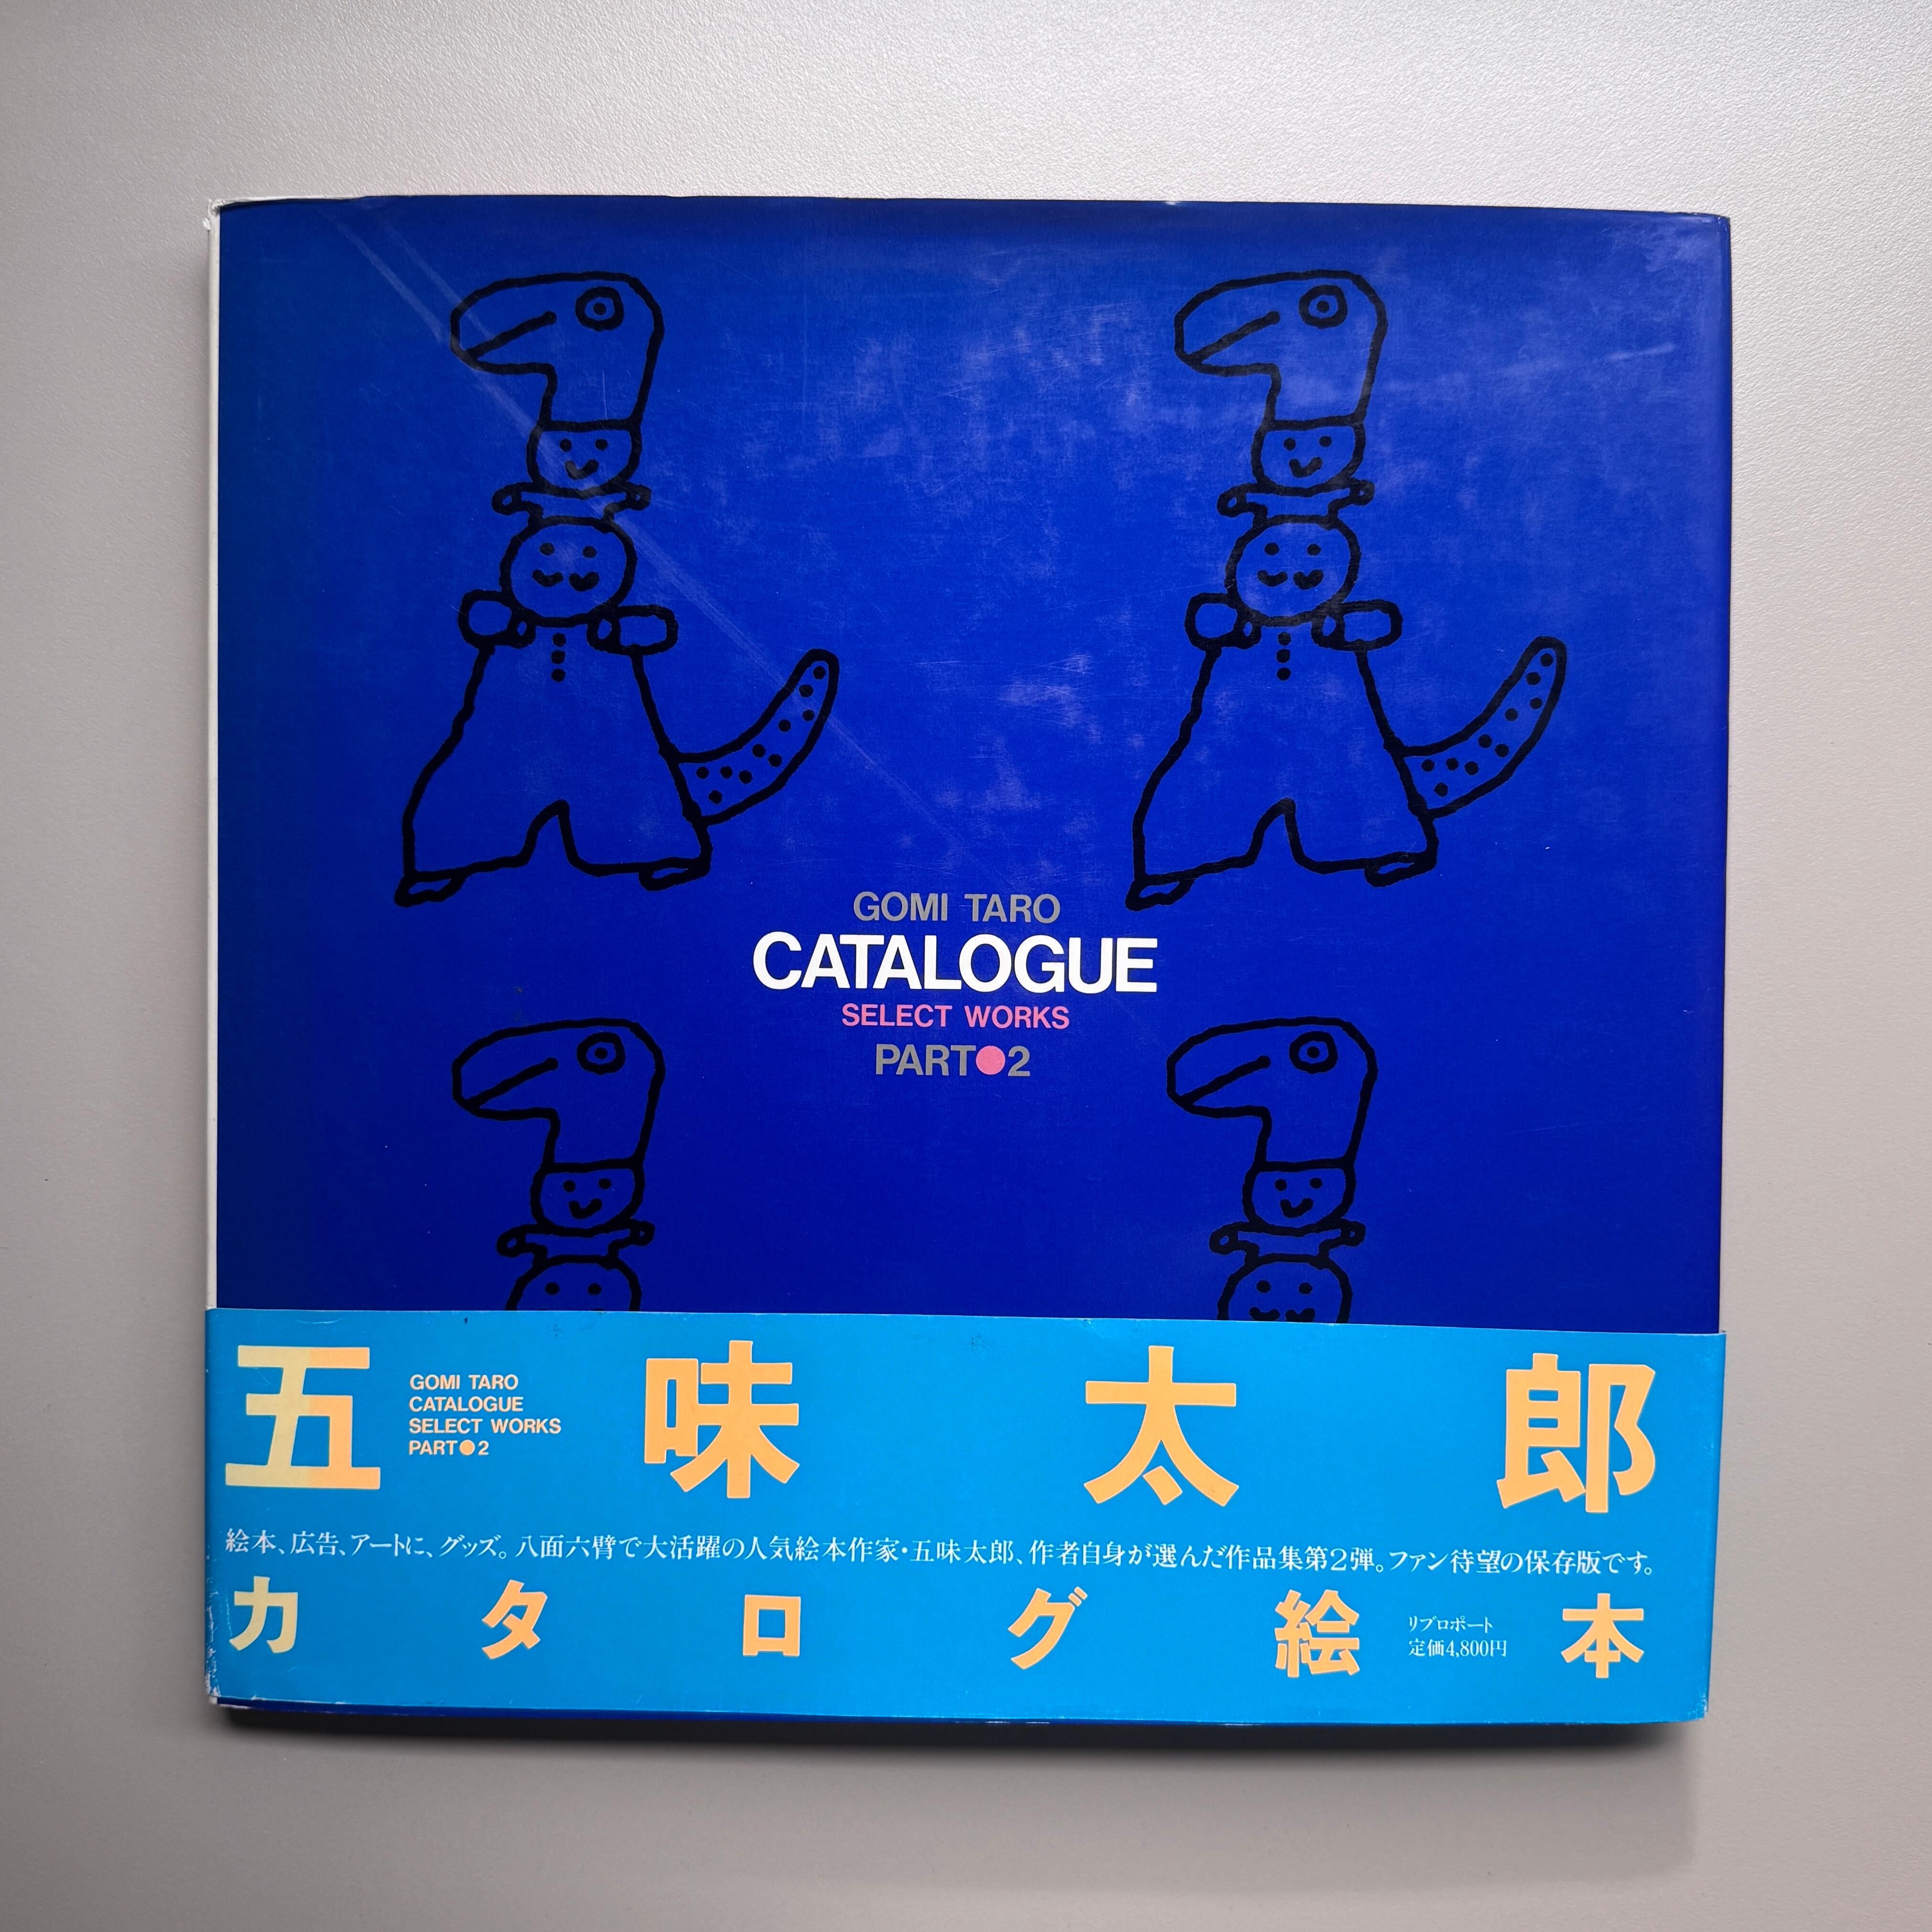 GOMI TARO
CATALOGUE
SELECT WORKS
PART●2
五味太郎
GOMI TARO
CATALOGUE
SELECT WORKS
PART●2
絵本、広告、アートに、グッズ。八面六臂で大活躍の人気絵本作家・五味太郎、作者自身が選んだ作品集第2弾。ファン待望の保存版です。
カタログ絵本
リブロポート
定価4,800円